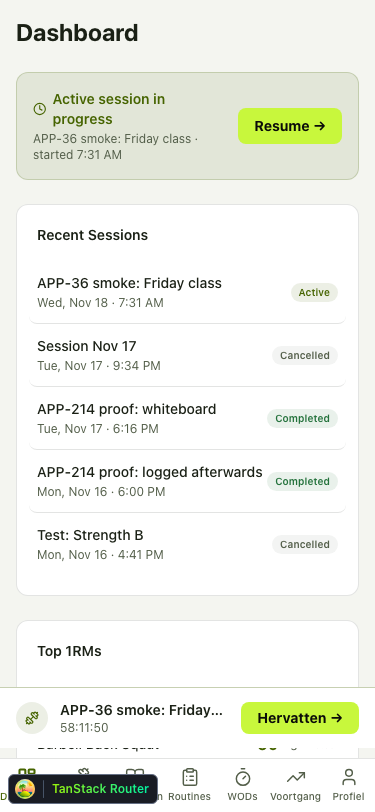 Dashboard
Active session in
progress
APP-36 smoke: Friday class ·
started 7:31 AM
Resume →
Recent Sessions
APP-36 smoke: Friday class
Wed, Nov 18 · 7:31 AM
Active
Session Nov 17
Tue, Nov 17 · 9:34 PM
Cancelled
APP-214 proof: whiteboard
Tue, Nov 17 · 6:16 PM
Completed
APP-214 proof: logged afterwards
Mon, Nov 16 · 6:00 PM
Completed
Test: Strength B
Mon, Nov 16 · 4:41 PM
Cancelled
Top 1RMs
APP-36 smoke: Friday...
58:11:50
Hervatten →
TanStack Router
Routines
WODs
Voortgang
Profiel